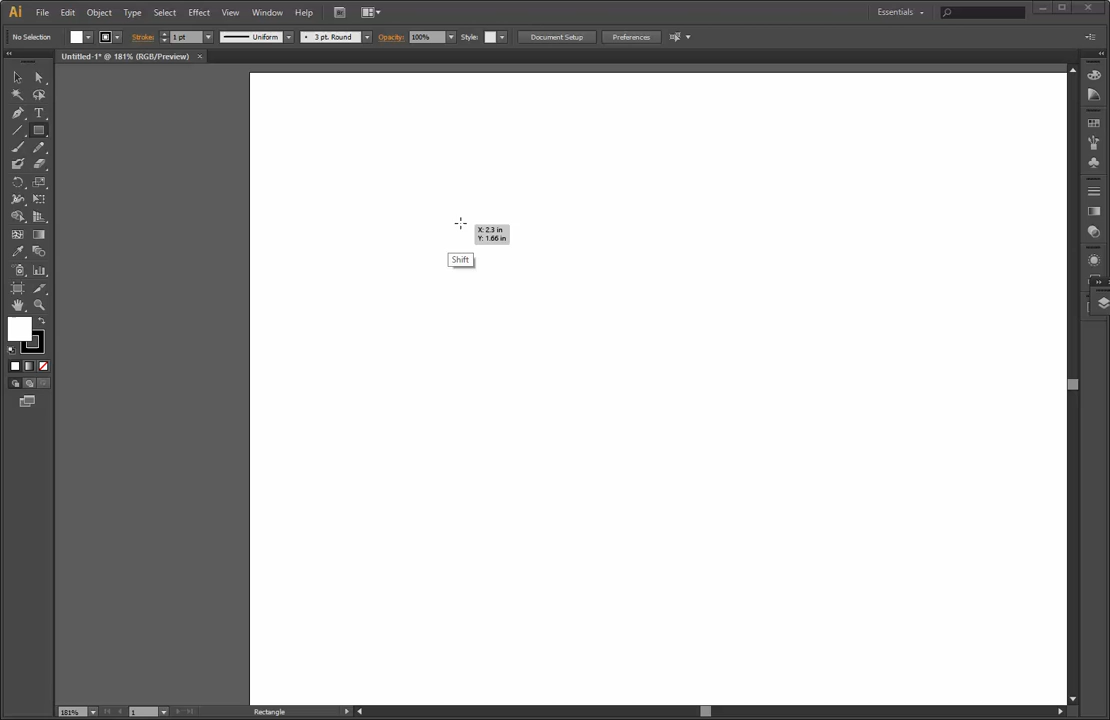 Ai File Edit Object Type Select Effect View Window Help Essentials
No Selection Stroke: 1 pt Uniform 3 pt. Round Opacity: 100% Style: Document Setup Preferences
Untitled-1* @ 181% (RGB/Preview) ×
T
X: 2.3 in
Y: 1.66 in
Shift
181% 1 Rectangle